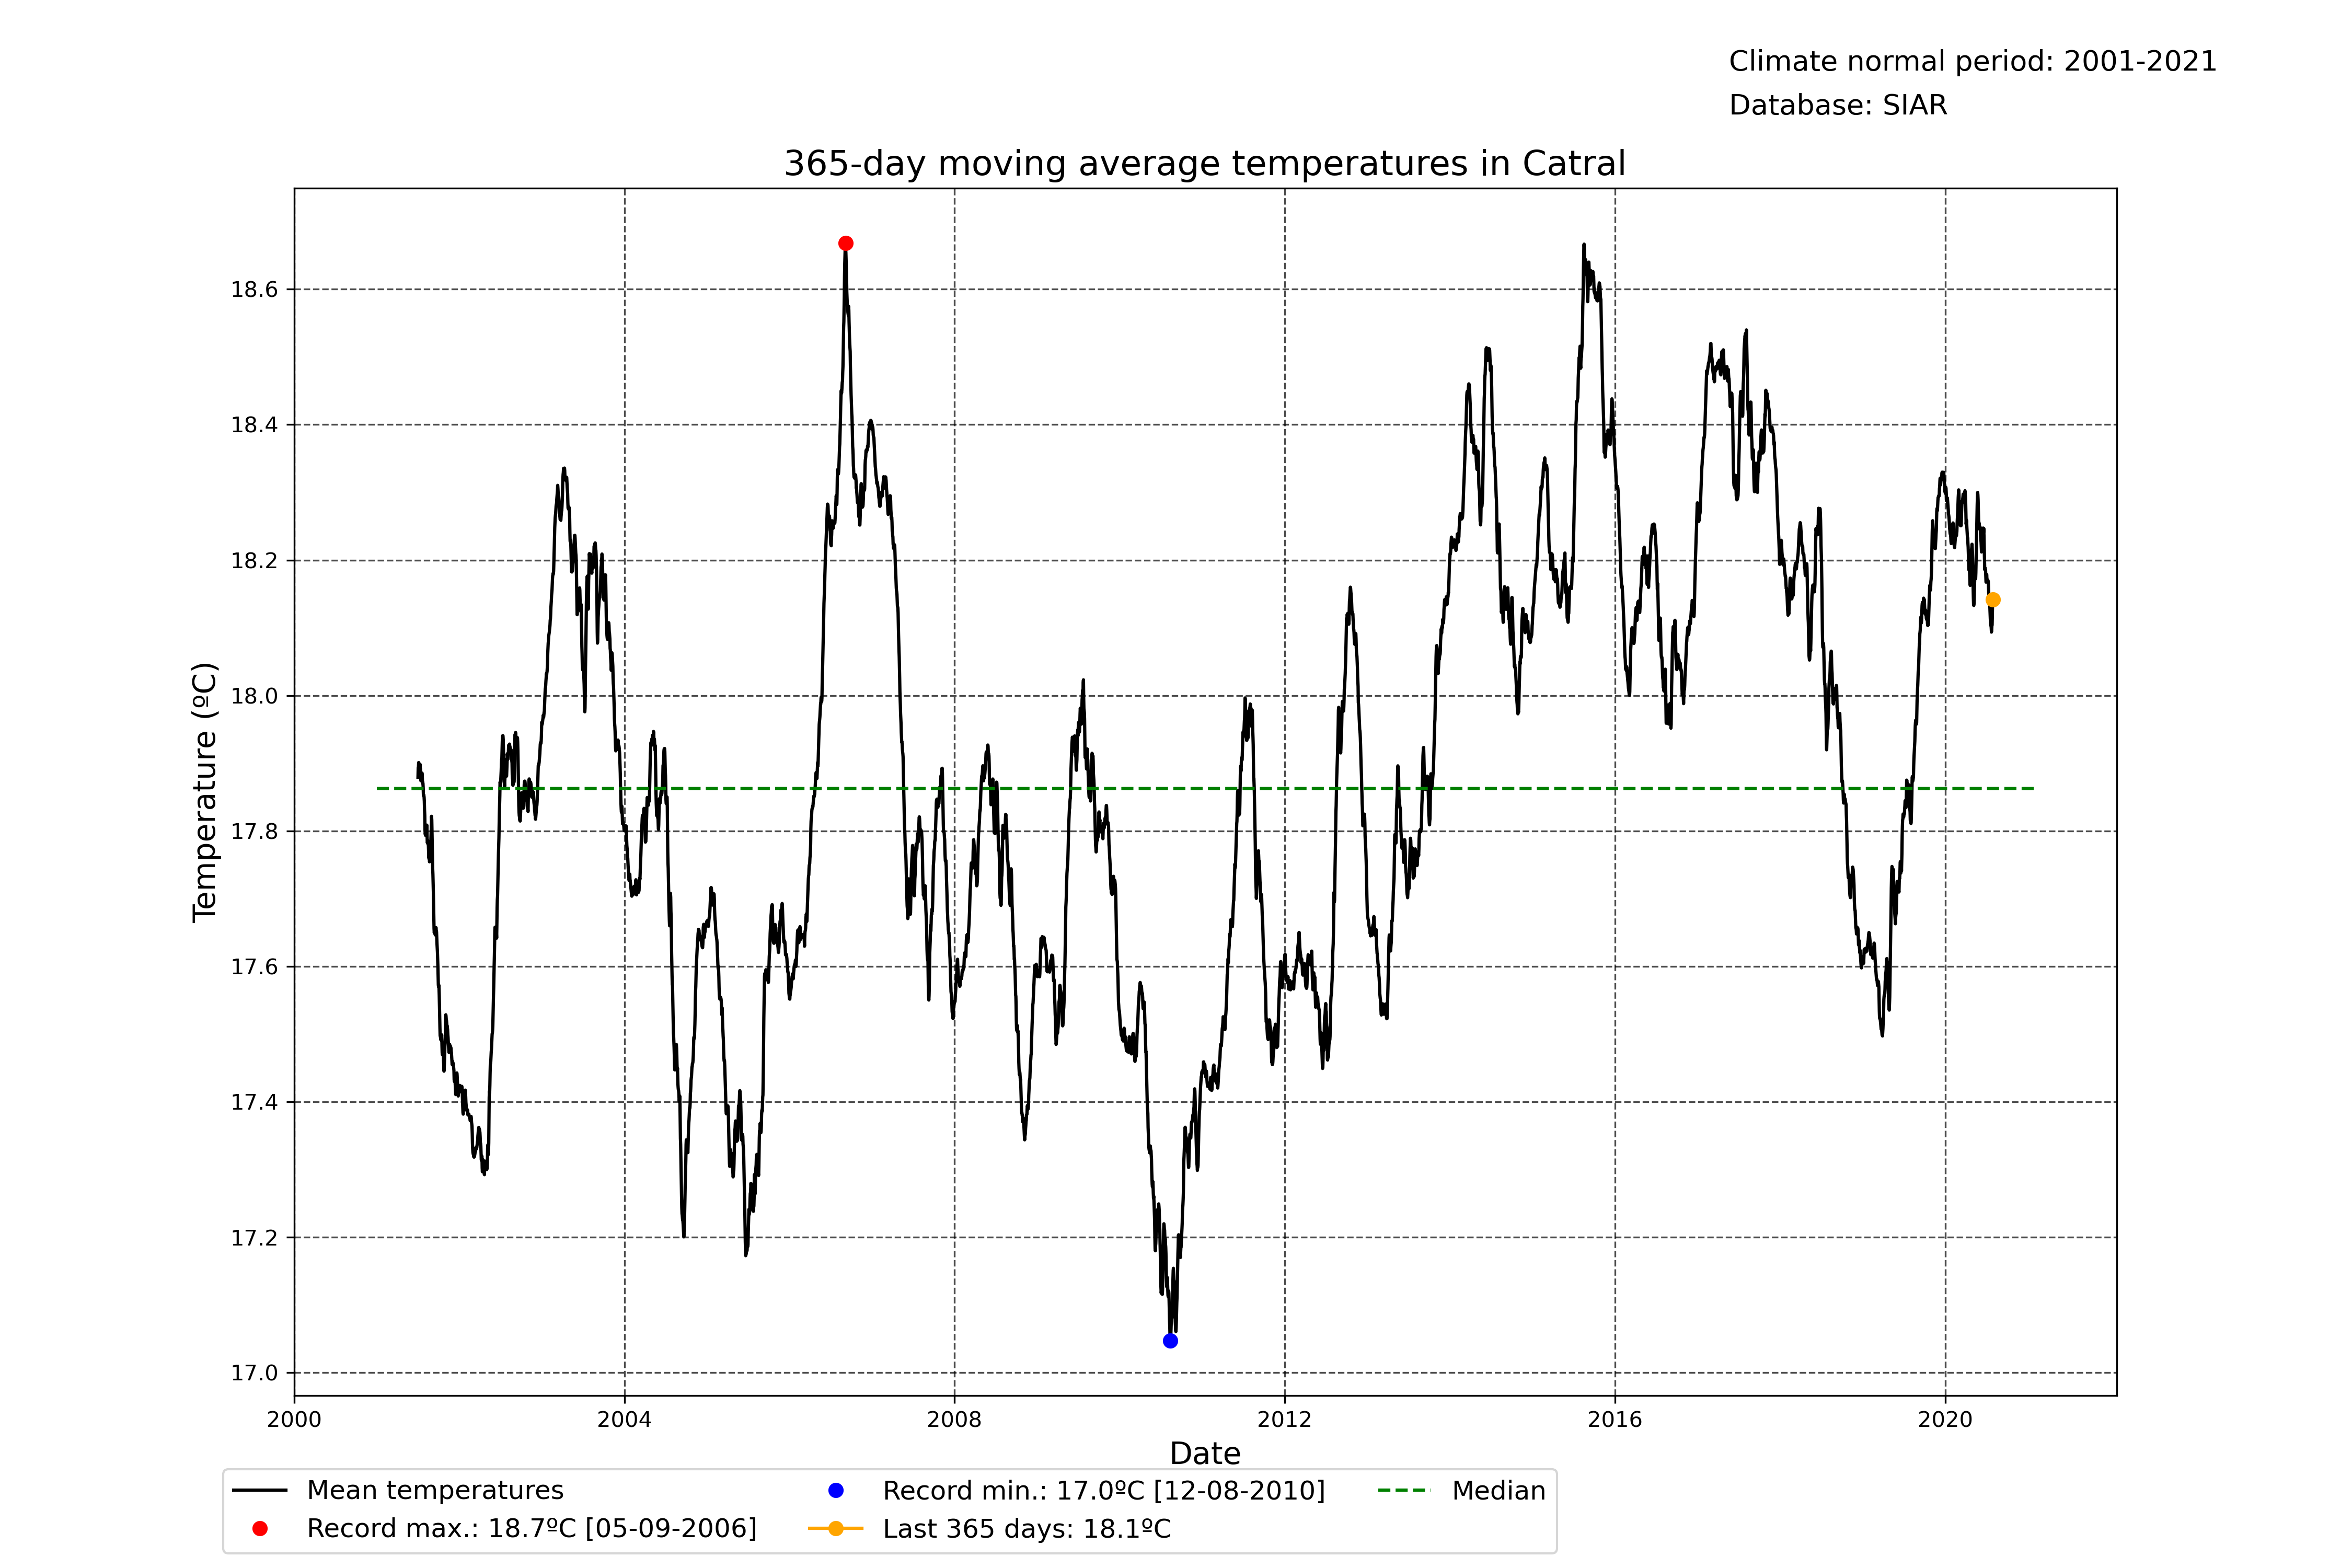 Climate normal period: 2001-2021
Database: SIAR
365-day moving average temperatures in Catral
Temperature (ºC)
18.6
18.4
18.2
18.0
17.8
17.6
17.4
17.2
17.0
2000 2004 2008 2012 2016 2020
Date
Mean temperatures
Record max.: 18.7ºC [05-09-2006]
Record min.: 17.0ºC [12-08-2010]
Last 365 days: 18.1ºC
Median